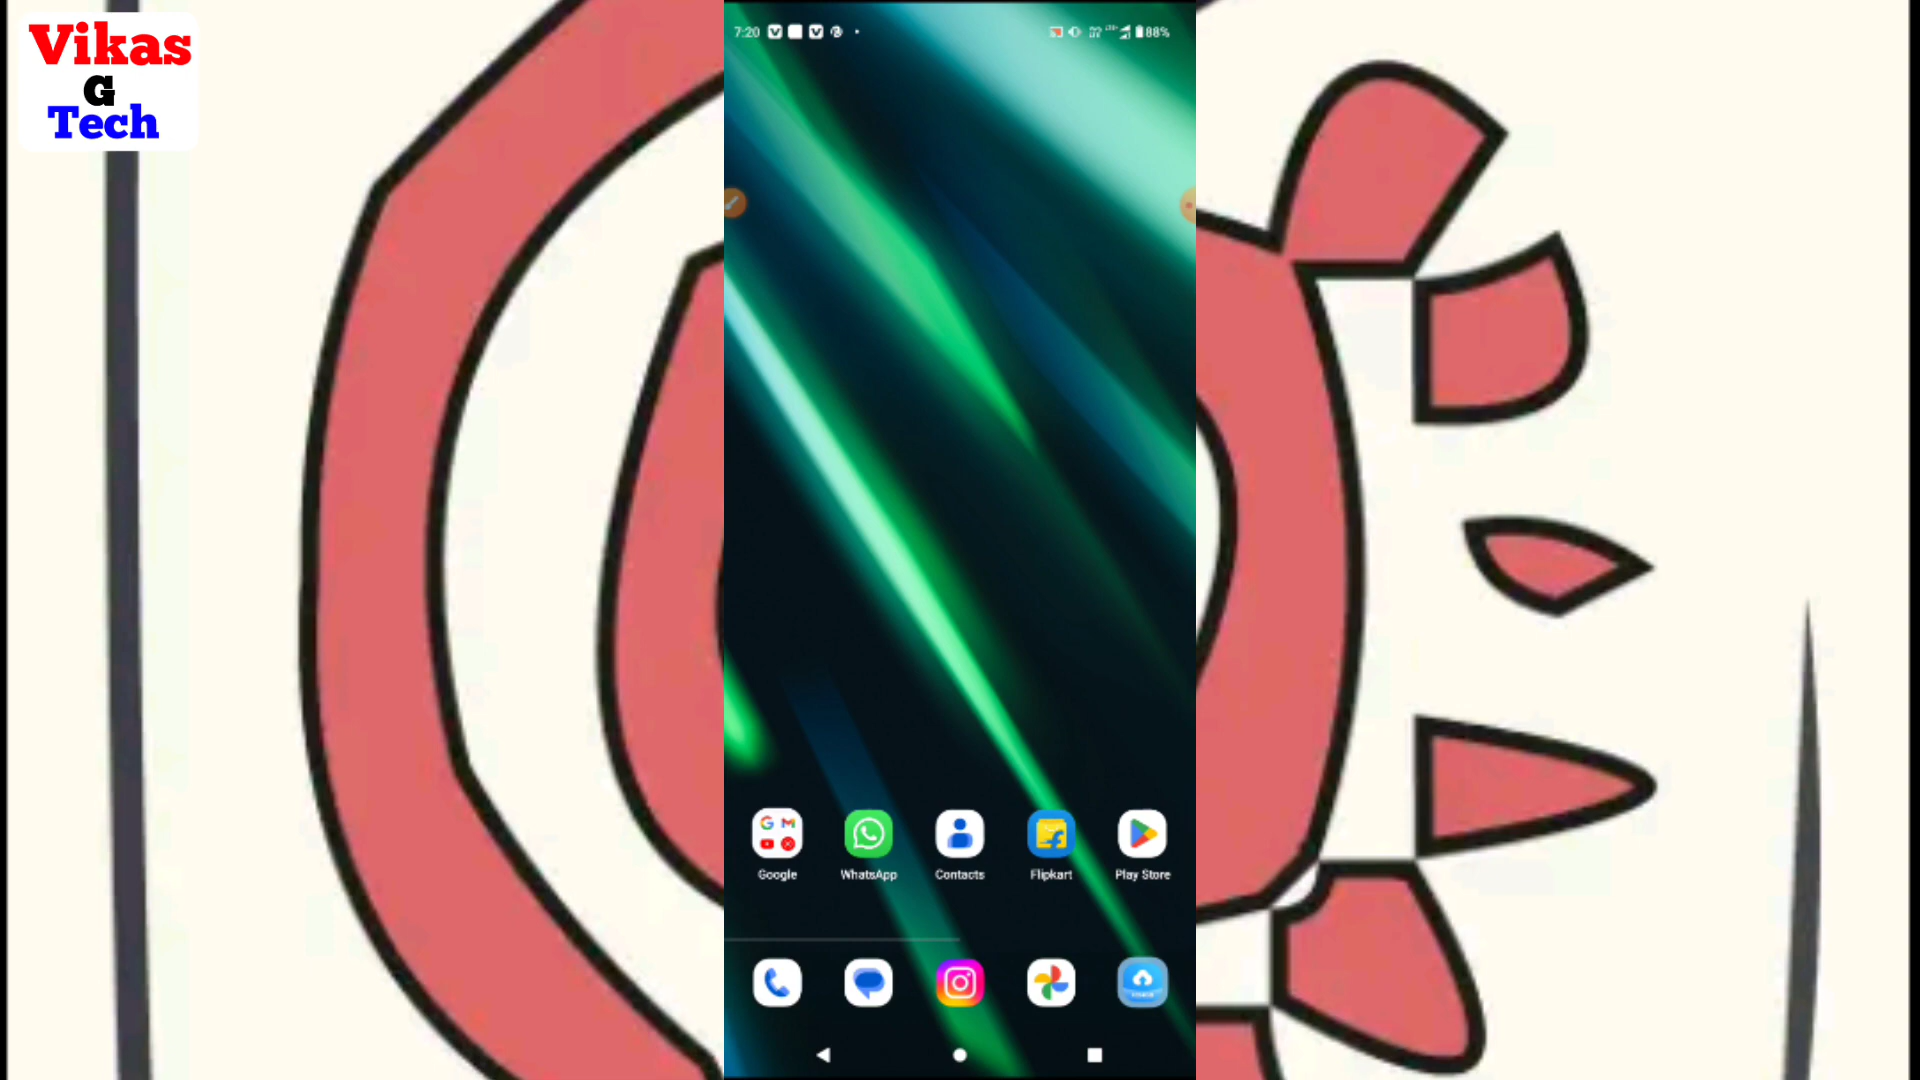 Vikas
G
Tech
7:20
88%
Google
WhatsApp
Contacts
Flipkart
Play Store